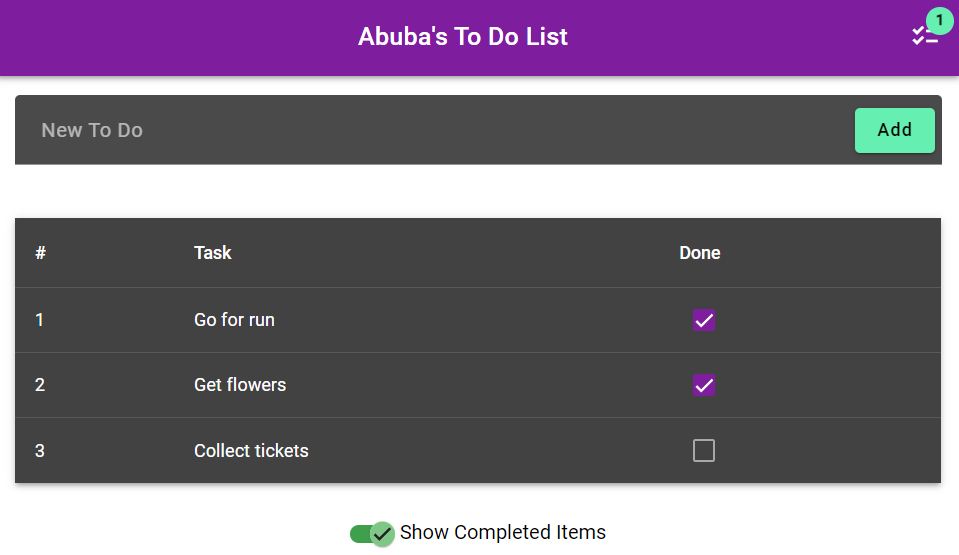 Abuba's To Do List
1
New To Do
Add
# Task Done
1 Go for run
2 Get flowers
3 Collect tickets
Show Completed Items